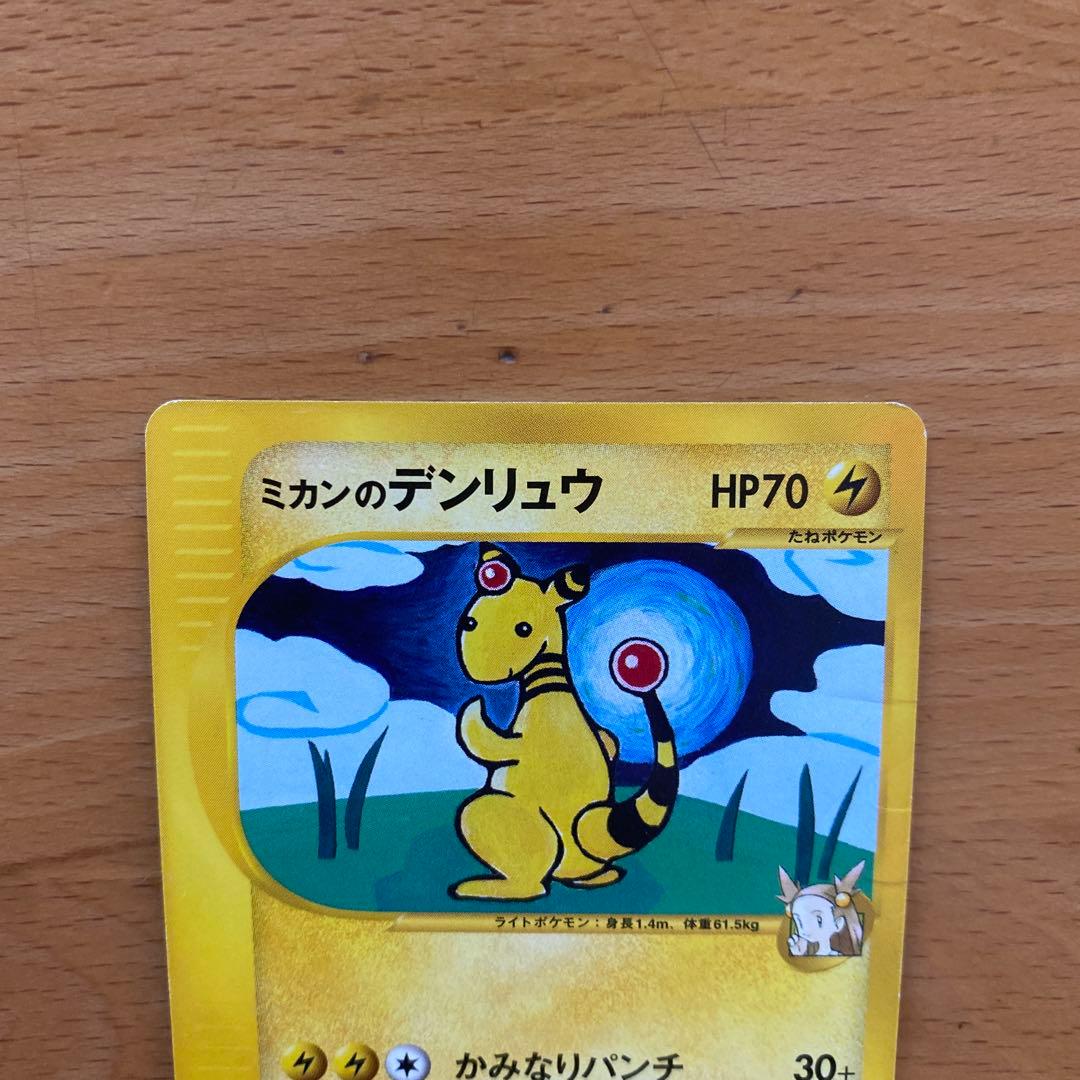 ミカンのデンリュウ HP70
たねポケモン
ライトポケモン：身長1.4m、体重61.5kg
かみなりパンチ 30+